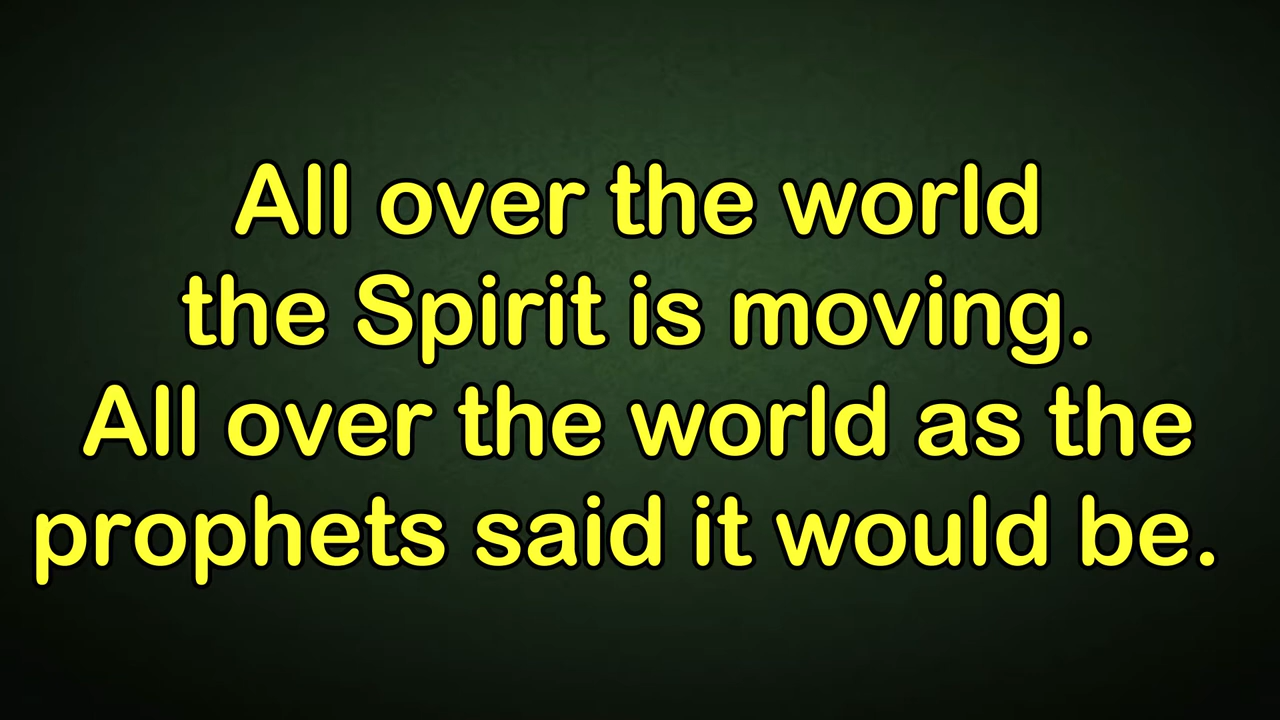 All over the world
the Spirit is moving.
All over the world as the
prophets said it would be.